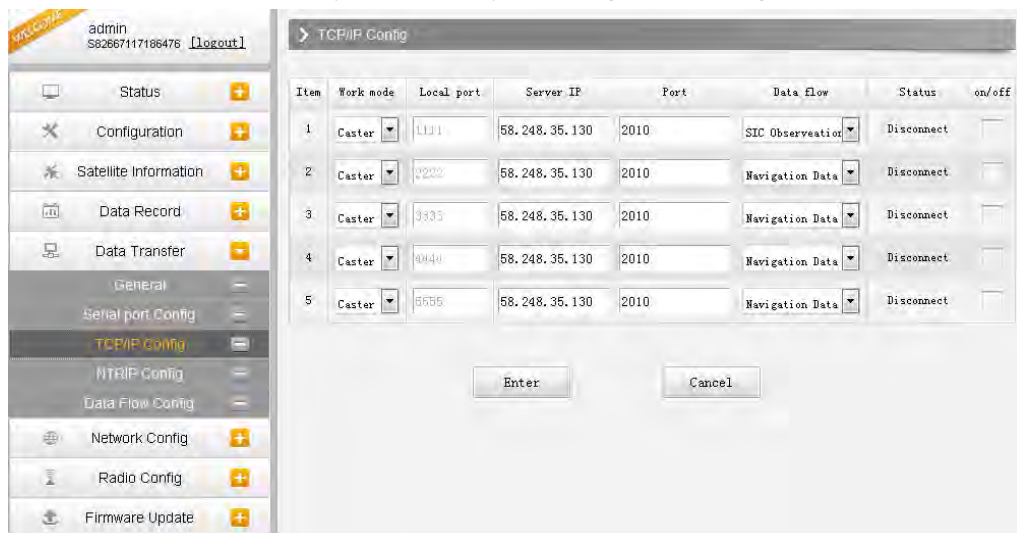 WELCOME
admin
S82667117186476 [logout]
Status
Configuration
Satellite Information
Data Record
Data Transfer
General
Serial port Config
TCP/IP Config
NTRIP Config
Data Flow Config
Network Config
Radio Config
Firmware Update
TCP/IP Config
Item Work mode Local port Server IP Port Data flow Status on/off
1 Caster 1111 58.248.35.130 2010 SIC Observeation Disconnect
2 Caster 2222 58.248.35.130 2010 Navigation Data Disconnect
3 Caster 3333 58.248.35.130 2010 Navigation Data Disconnect
4 Caster 4444 58.248.35.130 2010 Navigation Data Disconnect
5 Caster 58.248.35.130 2010 Navigation Data Disconnect
Enter Cancel